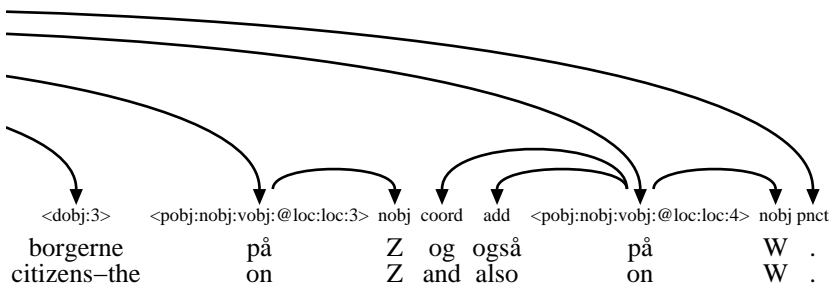 <dobj:3> <pobj:nobj:vobj:@loc:loc:3> nobj coord add <pobj:nobj:vobj:@loc:loc:4> nobj pnct
borgerne på Z og også på W .
citizens−the on Z and also on W .